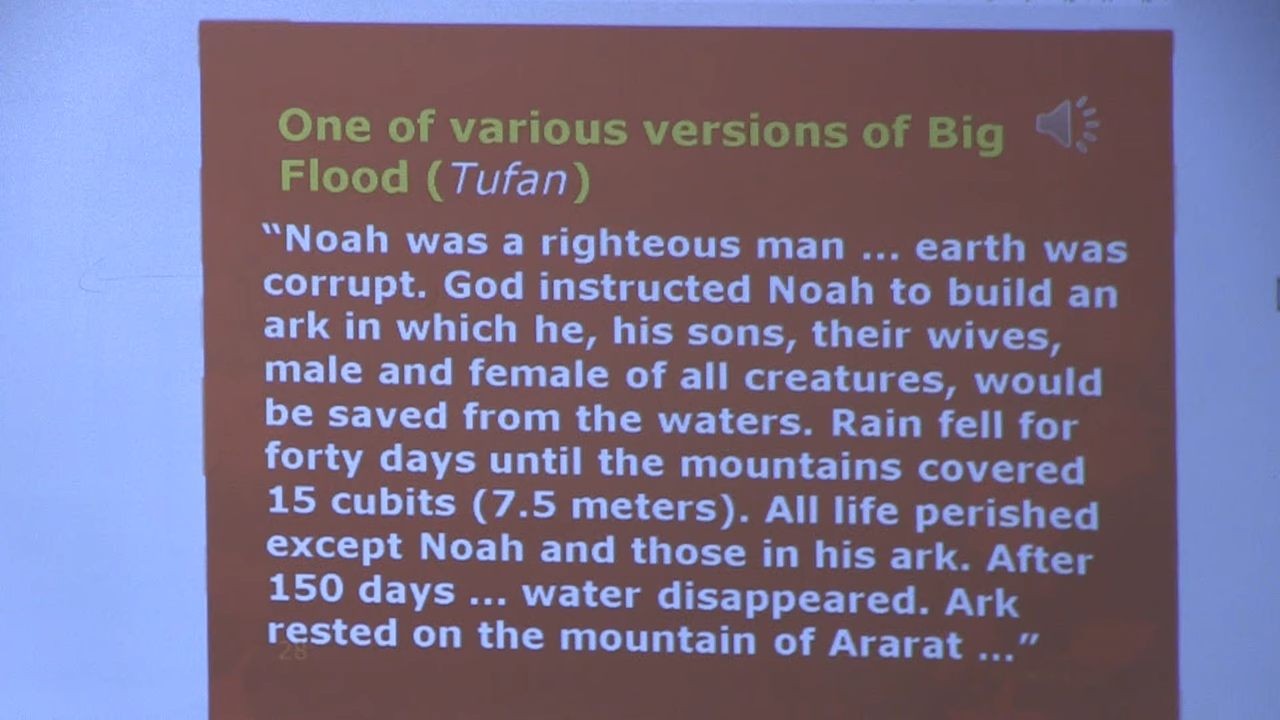 One of various versions of Big
Flood (Tufan)
“Noah was a righteous man ... earth was
corrupt. God instructed Noah to build an
ark in which he, his sons, their wives,
male and female of all creatures, would
be saved from the waters. Rain fell for
forty days until the mountains covered
15 cubits (7.5 meters). All life perished
except Noah and those in his ark. After
150 days ... water disappeared. Ark
rested on the mountain of Ararat ...”
28